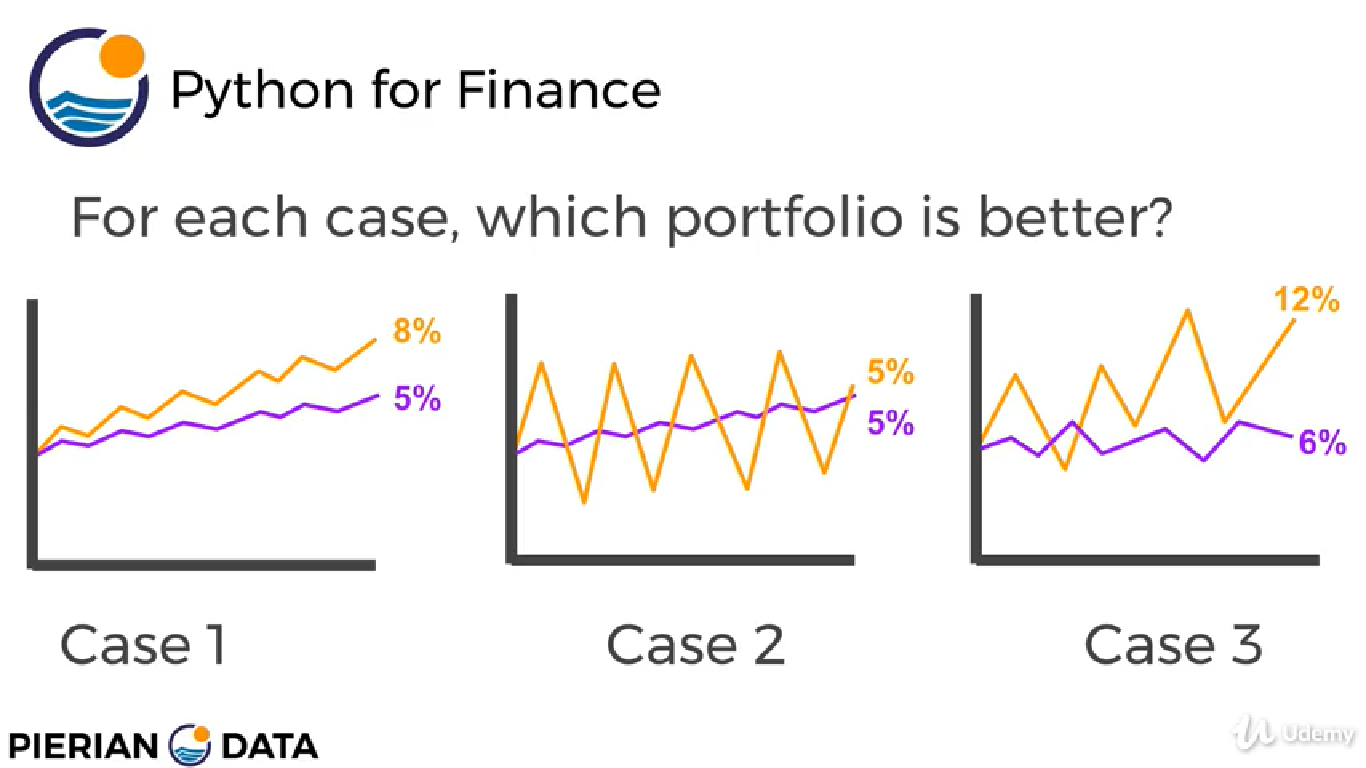 Python for Finance
For each case, which portfolio is better?
8%
5%
5%
5%
12%
6%
Case 1
Case 2
Case 3
PIERIAN DATA
Udemy